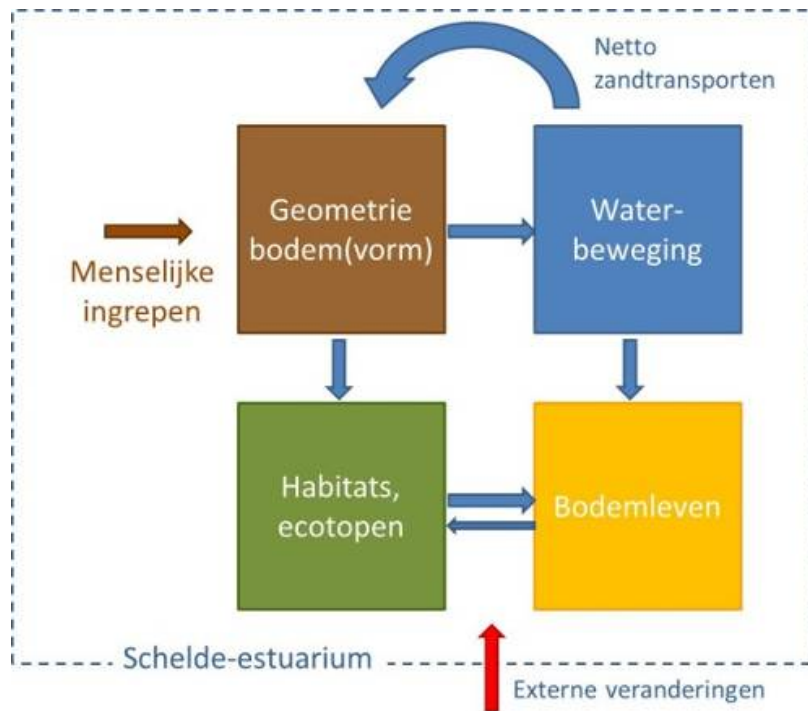 Netto
zandtransporten
Geometrie
bodem(vorm)
Water-
beweging
Menselijke
ingrepen
Habitats,
ecotopen
Bodemleven
Schelde-estuarium
Externe veranderingen